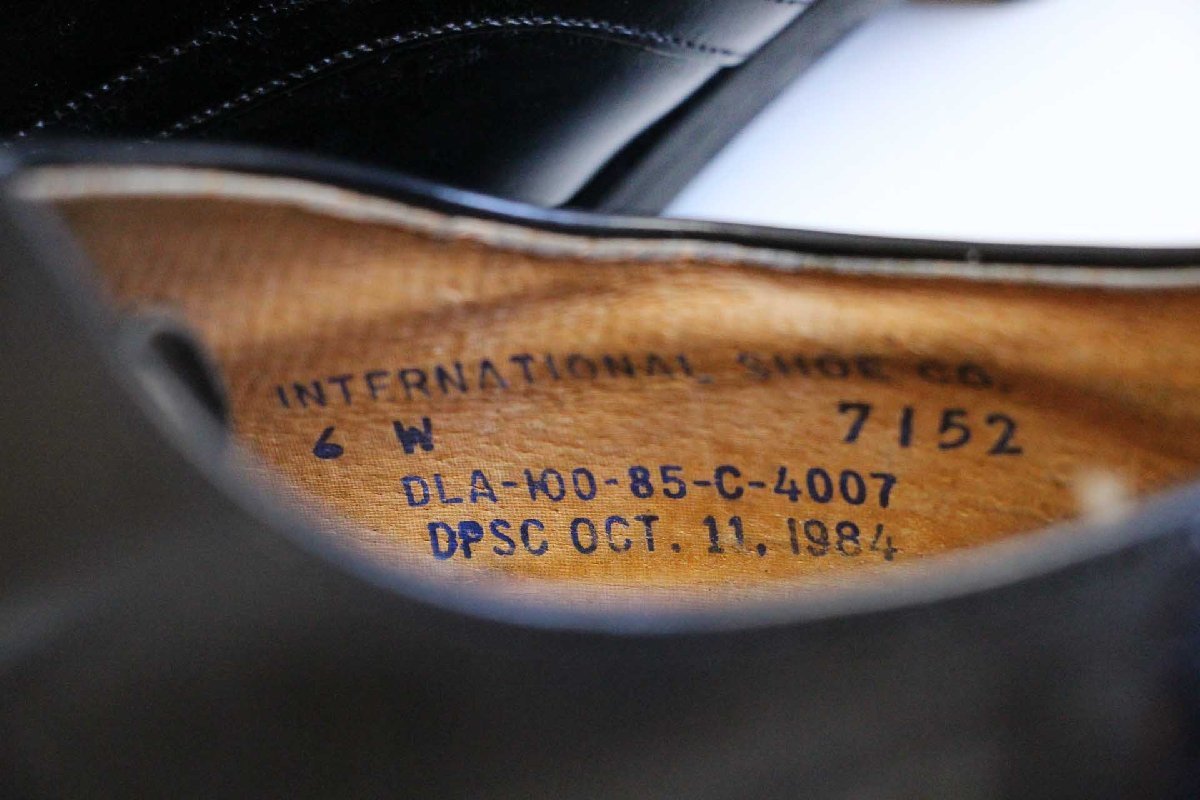 INTERNATIONAL SHOE CO.
6 W 7152
DLA-100-85-C-4007
DPSC OCT. 11, 1984